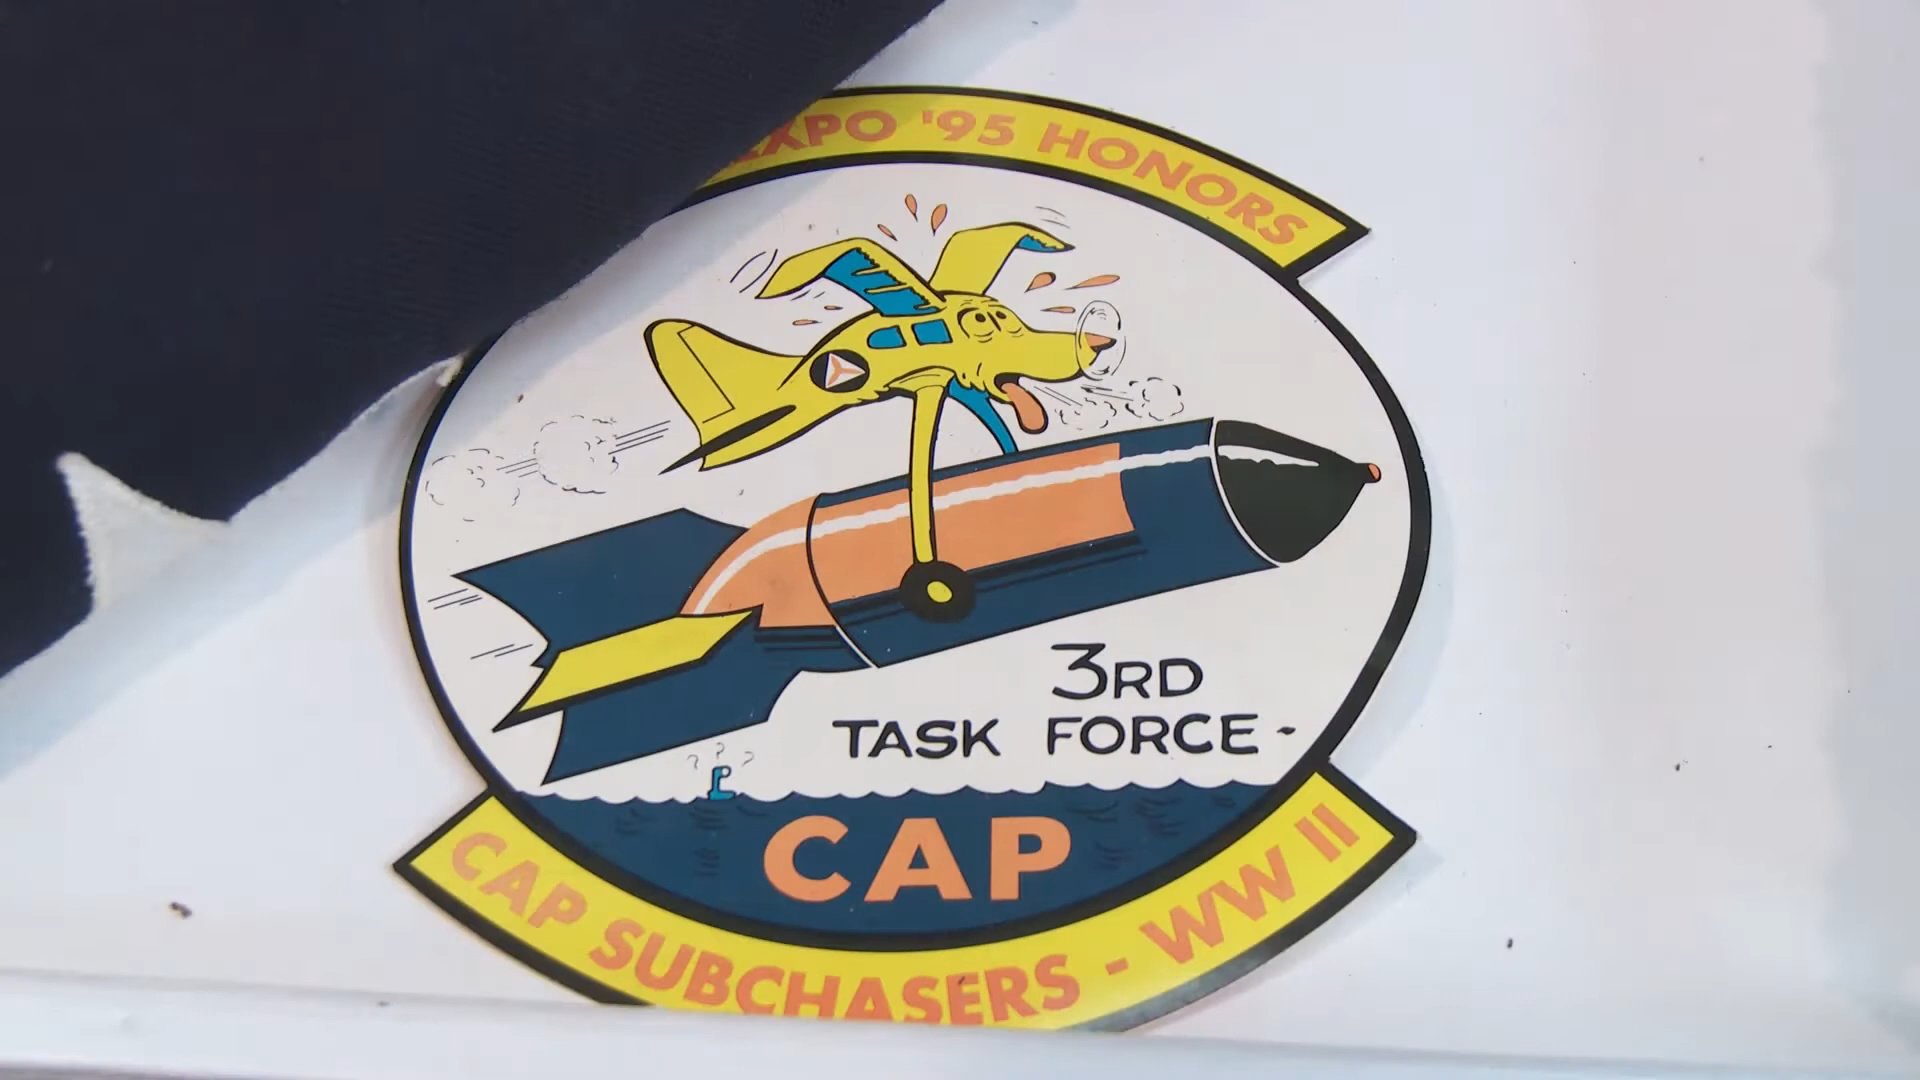 EXPO '95 HONORS
? ? ?
3RD
TASK FORCE -
CAP
CAP SUBCHASERS - WW II